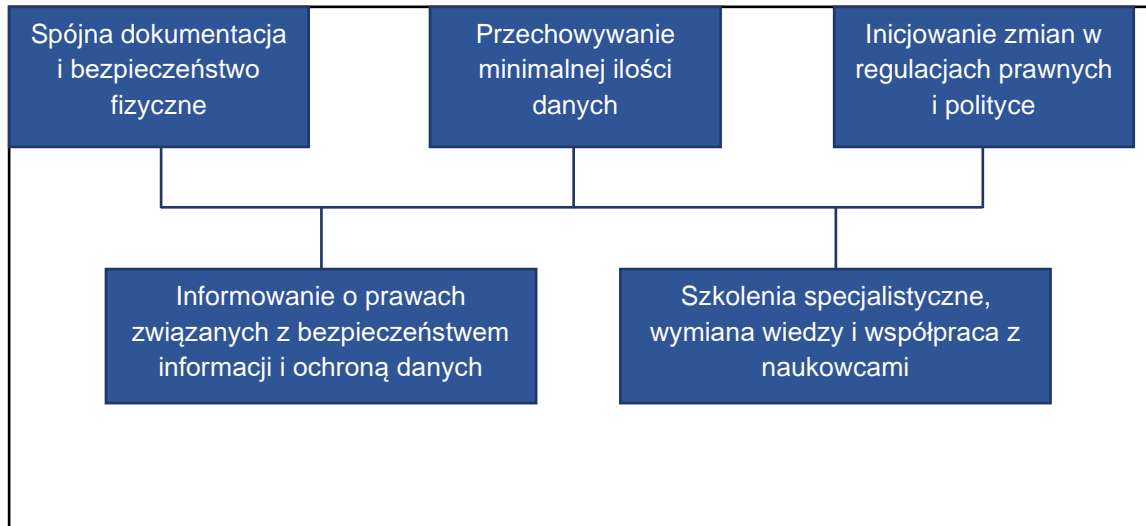 Spójna dokumentacja
i bezpieczeństwo
fizyczne
Przechowywanie
minimalnej ilości
danych
Inicjowanie zmian w
regulacjach prawnych
i polityce
Informowanie o prawach
związanych z bezpieczeństwem
informacji i ochroną danych
Szkolenia specjalistyczne,
wymiana wiedzy i współpraca z
naukowcami